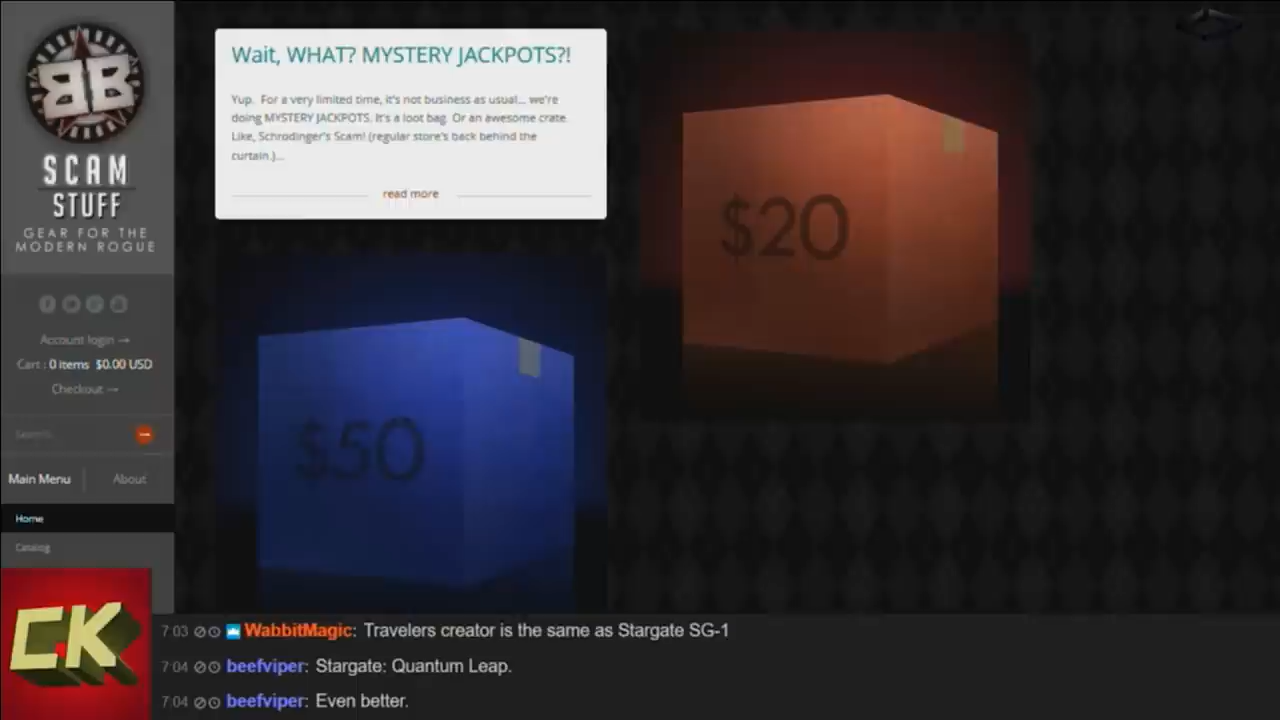 BB
SCAM
STUFF
GEAR FOR THE
MODERN ROGUE
Account login →
Cart : 0 items $0.00 USD
Checkout →
Search
Main Menu
About
Home
Catalog
Wait, WHAT? MYSTERY JACKPOTS?!
Yup. For a very limited time, it's not business as usual... we're
doing MYSTERY JACKPOTS. It's a loot bag. Or an awesome crate.
Like, Schrodinger's Scam! (regular store's back behind the
curtain.)...
read more
$20
$50
CK
7:03 WabbitMagic: Travelers creator is the same as Stargate SG-1
7:04 beefviper: Stargate: Quantum Leap.
7:04 beefviper: Even better.